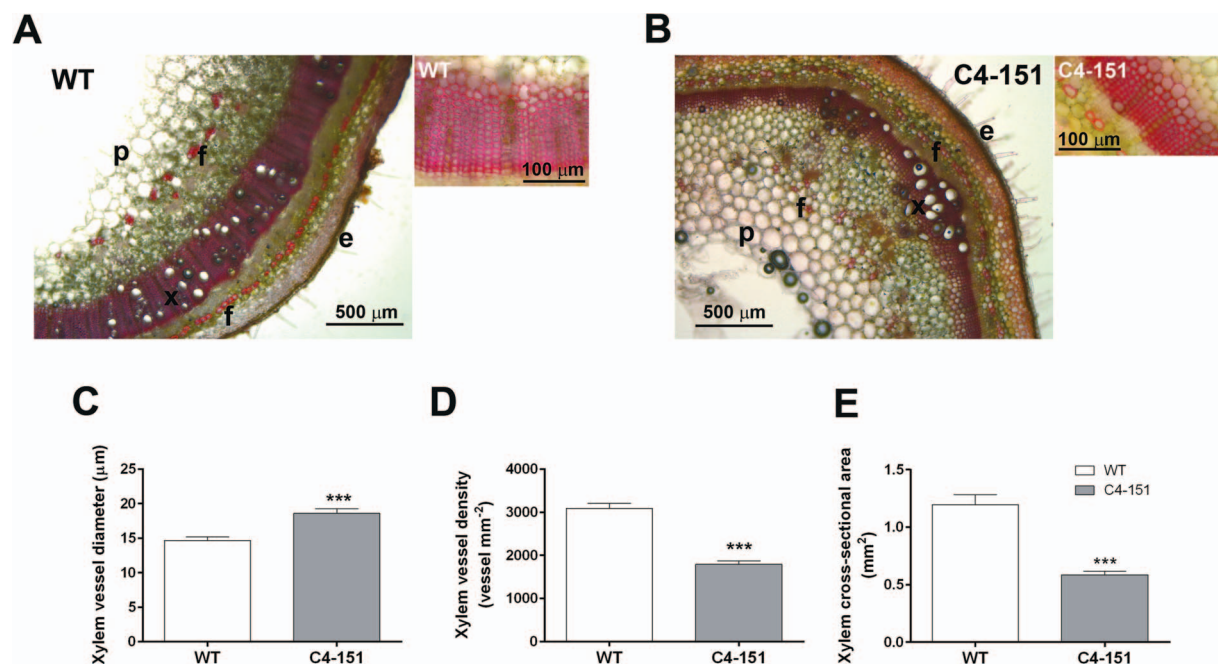 A
WT
p
f
x
f
e
500 µm
WT
100 µm
B
C4-151
e
f
x
f
p
500 µm
C4-151
100 µm
C
Xylem vessel diameter (µm)
25
20
15
10
5
0
***
WT
C4-151
D
Xylem vessel density
(vessel mm-2)
4000
3000
2000
1000
0
***
WT
C4-151
E
Xylem cross-sectional area
(mm2)
1.5
1.0
0.5
0.0
***
WT
C4-151
WT
C4-151